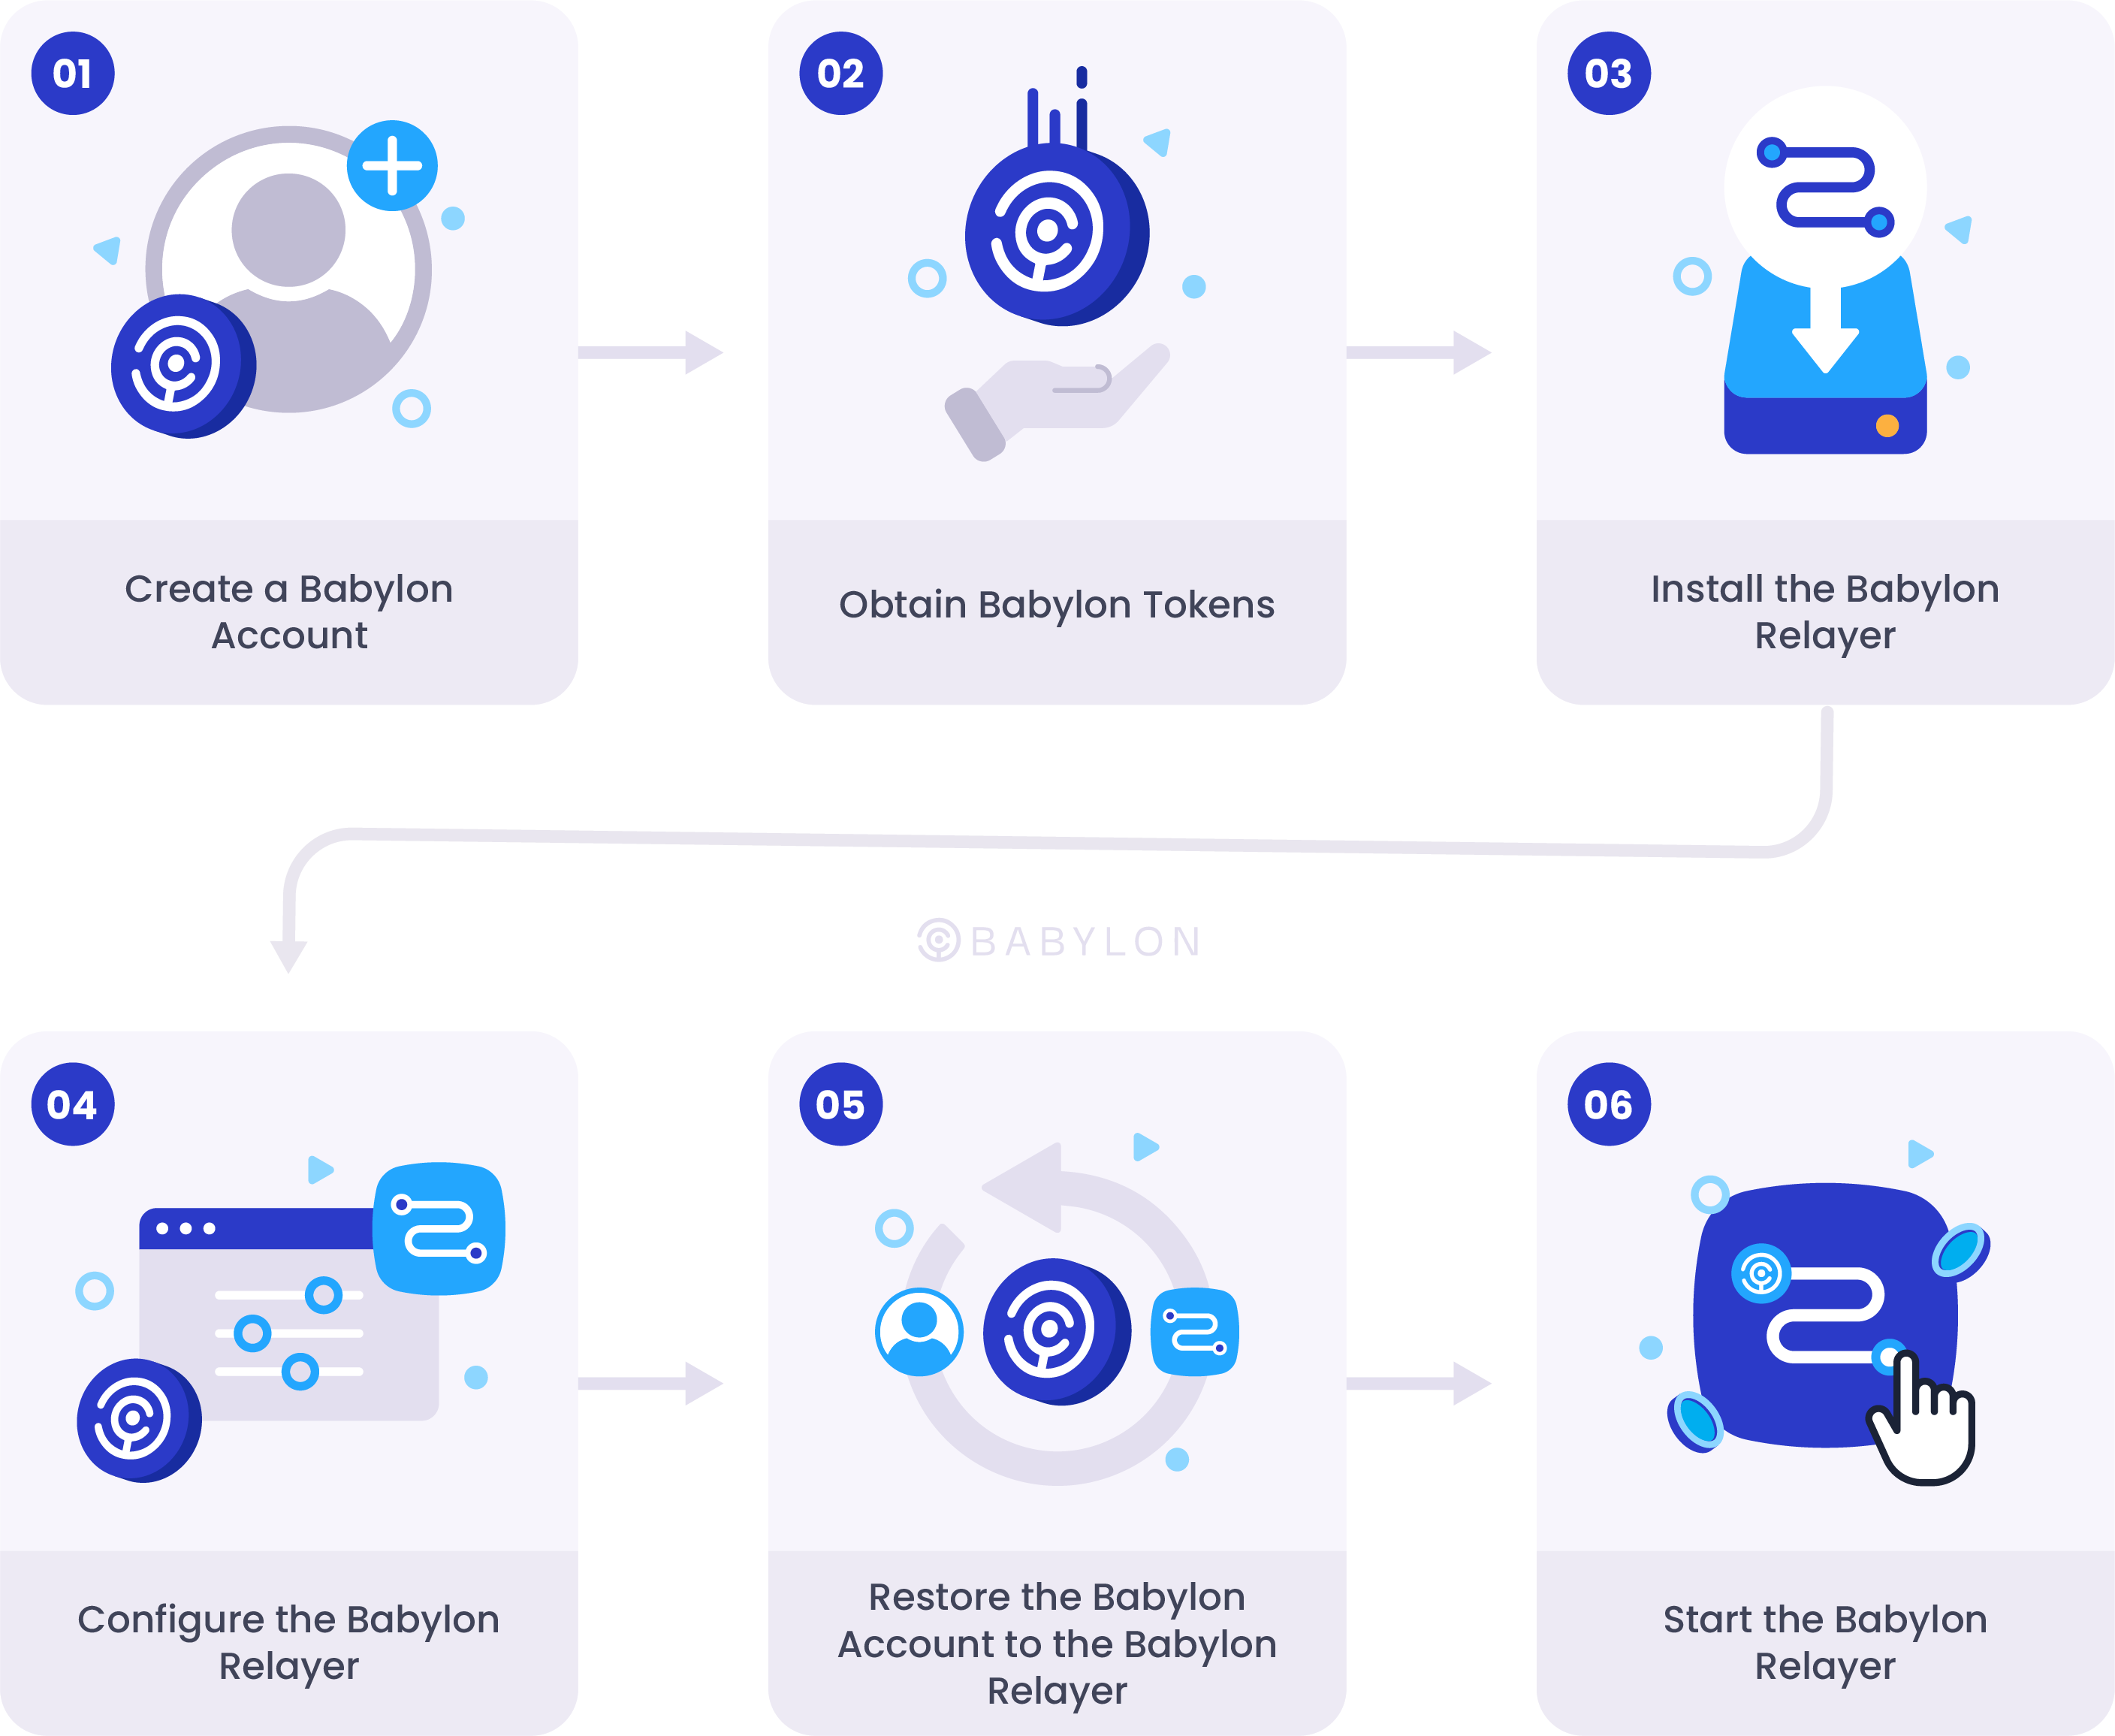 01
Create a Babylon
Account
02
Obtain Babylon Tokens
03
Install the Babylon
Relayer
BABYLON
04
Configure the Babylon
Relayer
05
Restore the Babylon
Account to the Babylon
Relayer
06
Start the Babylon
Relayer